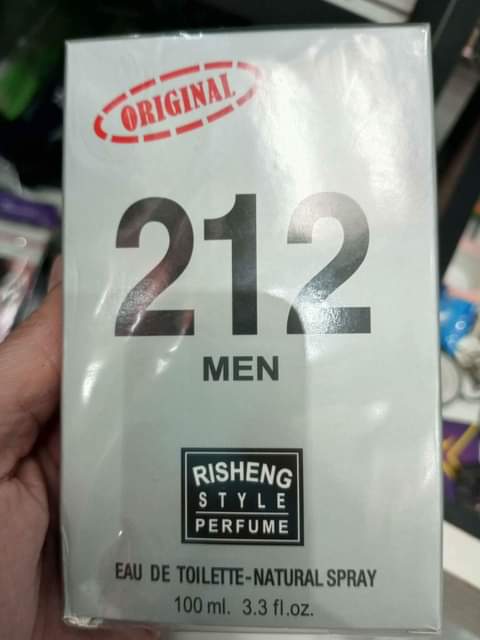 ORIGINAL
212
MEN
RISHENG
STYLE
PERFUME
EAU DE TOILETTE-NATURAL SPRAY
100 ml. 3.3 fl.oz.